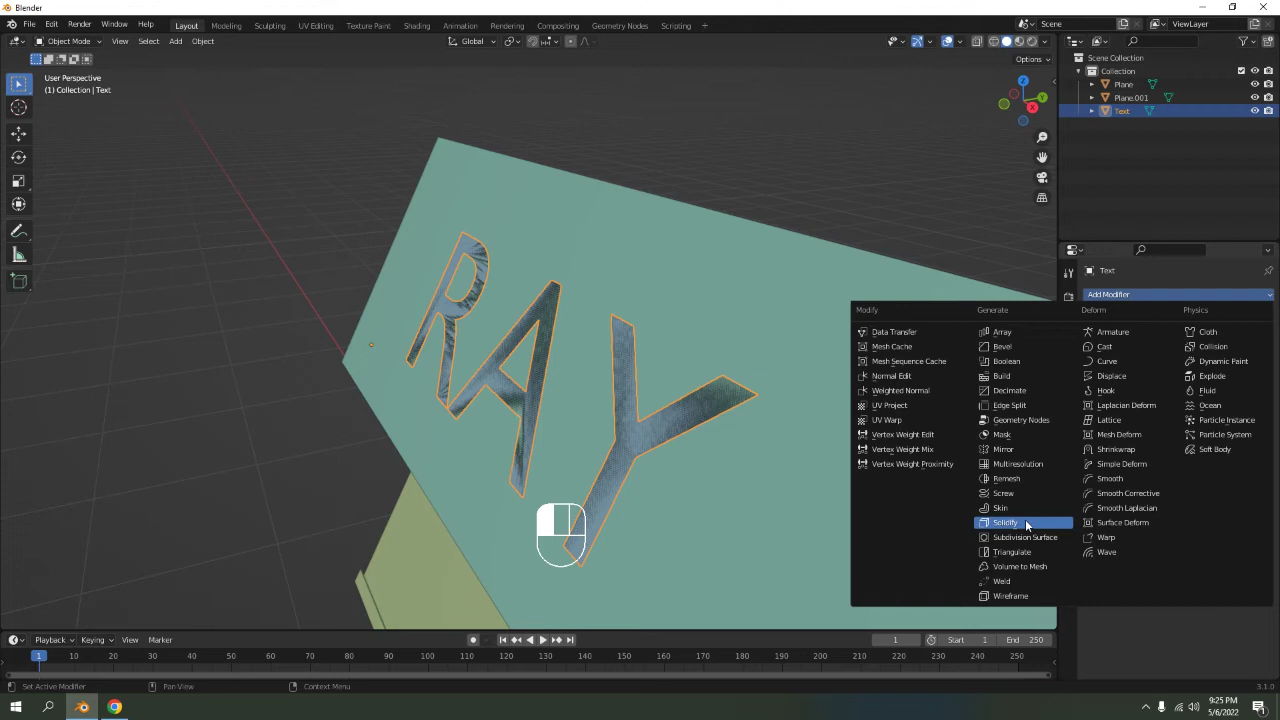 Blender
File Edit Render Window Help Layout Modeling Sculpting UV Editing Texture Paint Shading Animation Rendering Compositing Geometry Nodes Scripting + Scene ViewLayer
Object Mode View Select Add Object Global
Options
User Perspective
(1) Collection | Text
Z
Y
X
Scene Collection
Collection
Plane
Plane.001
Text
Text
Add Modifier
RAY
Modify
Data Transfer
Mesh Cache
Mesh Sequence Cache
Normal Edit
Weighted Normal
UV Project
UV Warp
Vertex Weight Edit
Vertex Weight Mix
Vertex Weight Proximity
Generate
Array
Bevel
Boolean
Build
Decimate
Edge Split
Geometry Nodes
Mask
Mirror
Multiresolution
Remesh
Screw
Skin
Solidify
Subdivision Surface
Triangulate
Volume to Mesh
Weld
Wireframe
Deform
Armature
Cast
Curve
Displace
Hook
Laplacian Deform
Lattice
Mesh Deform
Shrinkwrap
Simple Deform
Smooth
Smooth Corrective
Smooth Laplacian
Surface Deform
Warp
Wave
Physics
Cloth
Collision
Dynamic Paint
Explode
Fluid
Ocean
Particle Instance
Particle System
Soft Body
Playback Keying View Marker 1 Start 1 End 250
1 10 20 30 40 50 60 70 80 90 100 110 120 130 140 150 160 170 180 190 200 210 220 230 240 250
Set Active Modifier Pan View Context Menu 3.1.0
9:25 PM
5/6/2022